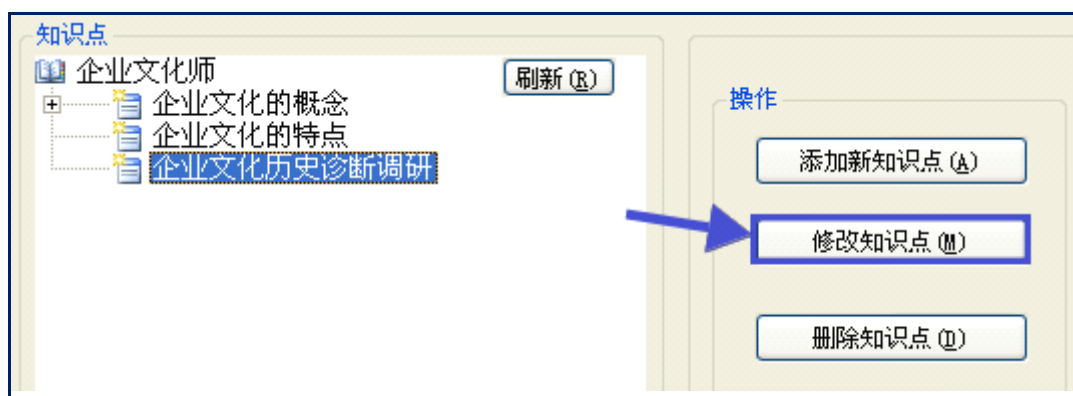 知识点
企业文化师
刷新(R)
企业文化的概念
企业文化的特点
企业文化历史诊断调研
操作
添加新知识点(A)
修改知识点(M)
删除知识点(D)